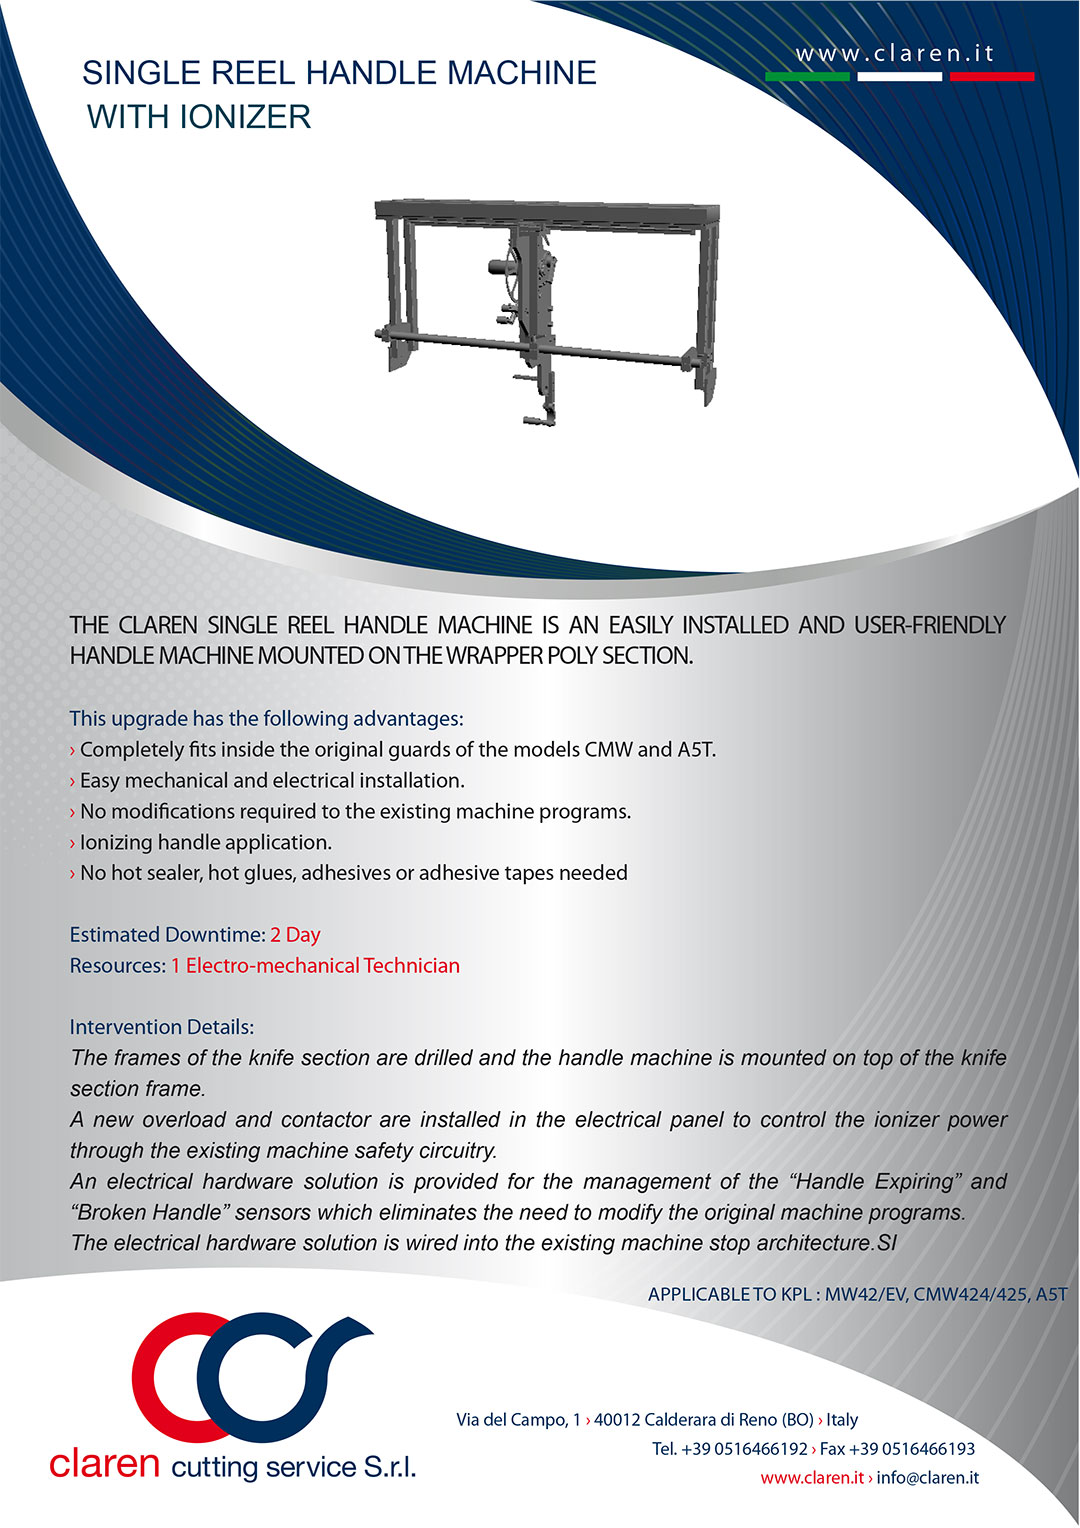 www.claren.it
SINGLE REEL HANDLE MACHINE
WITH IONIZER
THE CLAREN SINGLE REEL HANDLE MACHINE IS AN EASILY INSTALLED AND USER-FRIENDLY
HANDLE MACHINE MOUNTED ON THE WRAPPER POLY SECTION.
This upgrade has the following advantages:
› Completely fits inside the original guards of the models CMW and A5T.
› Easy mechanical and electrical installation.
› No modifications required to the existing machine programs.
› Ionizing handle application.
› No hot sealer, hot glues, adhesives or adhesive tapes needed
Estimated Downtime: 2 Day
Resources: 1 Electro-mechanical Technician
Intervention Details:
The frames of the knife section are drilled and the handle machine is mounted on top of the knife
section frame.
A new overload and contactor are installed in the electrical panel to control the ionizer power
through the existing machine safety circuitry.
An electrical hardware solution is provided for the management of the “Handle Expiring” and
“Broken Handle” sensors which eliminates the need to modify the original machine programs.
The electrical hardware solution is wired into the existing machine stop architecture.SI
APPLICABLE TO KPL : MW42/EV, CMW424/425, A5T
claren cutting service S.r.l.
Via del Campo, 1 › 40012 Calderara di Reno (BO) › Italy
Tel. +39 0516466192 › Fax +39 0516466193
www.claren.it › info@claren.it